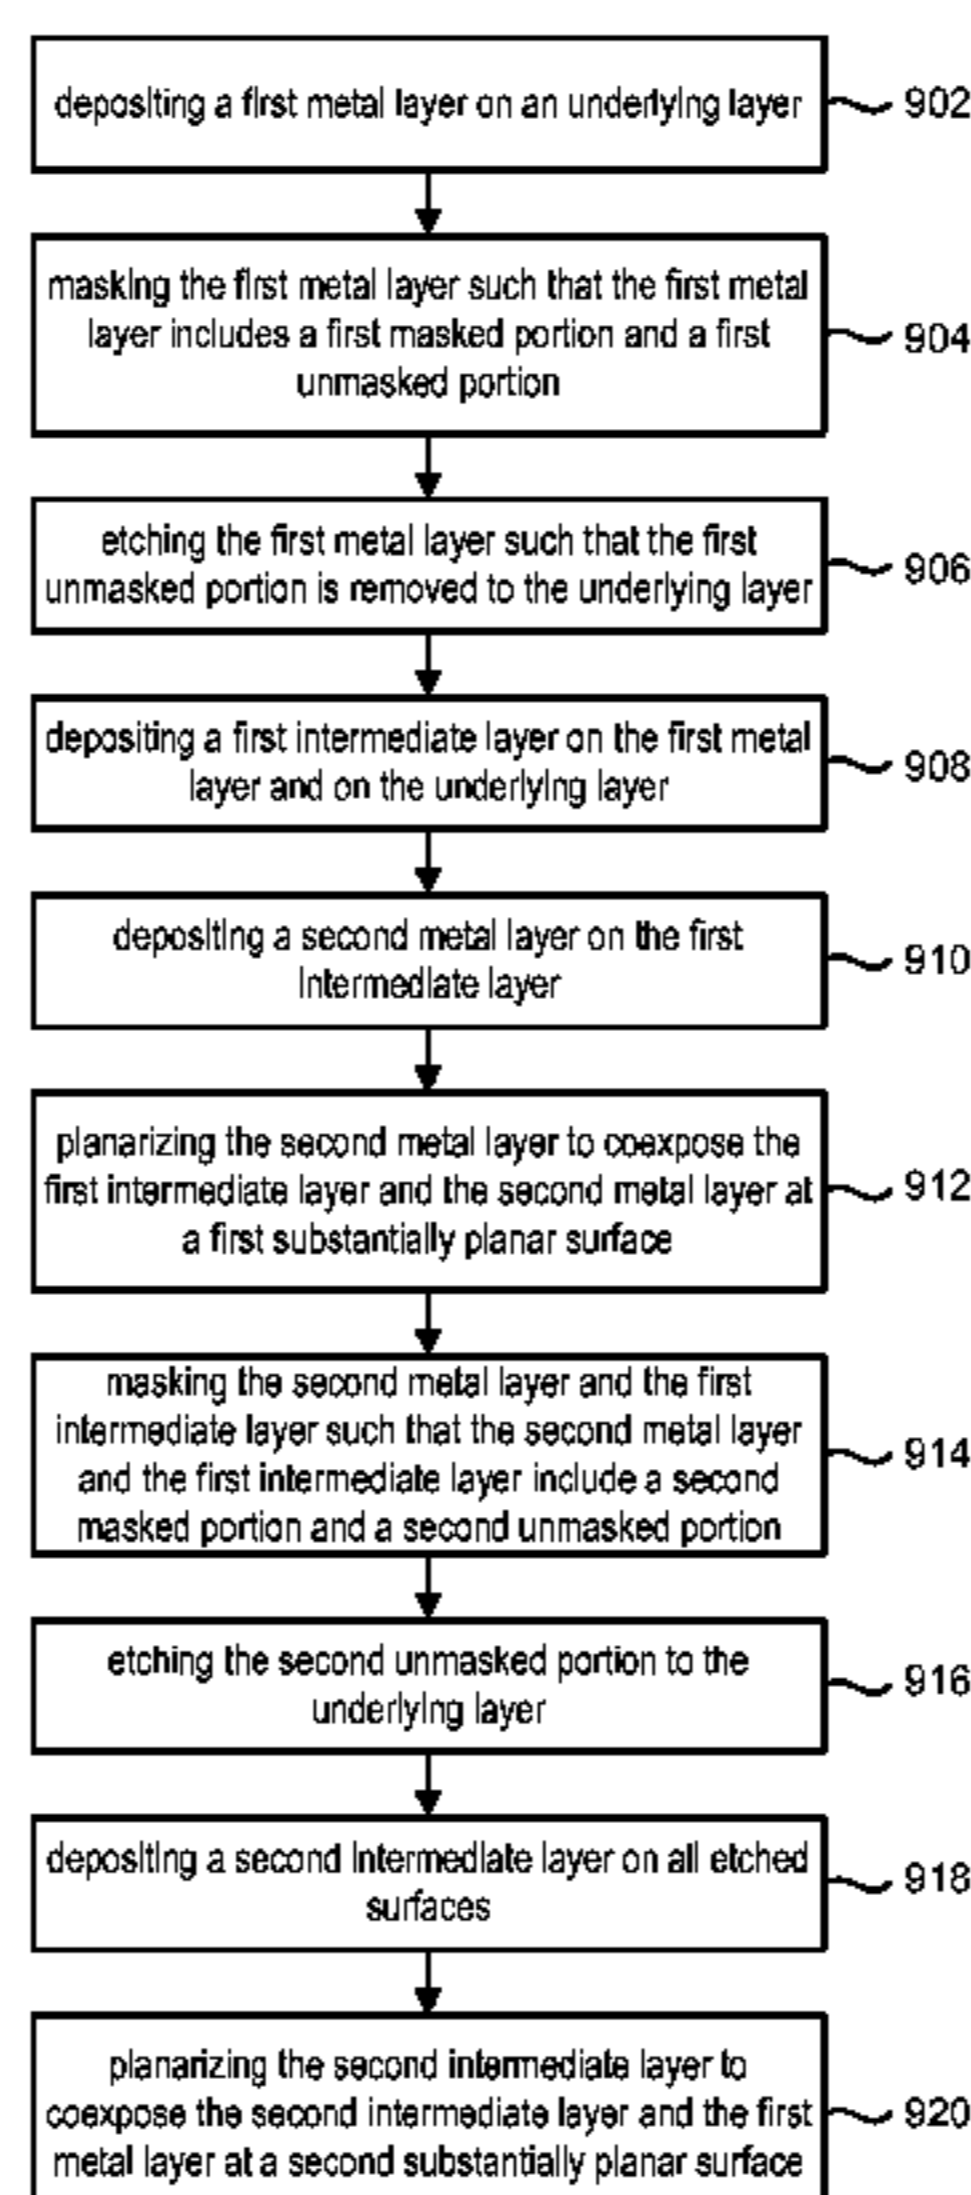 depositing a first metal layer on an underlying layer
902
masking the first metal layer such that the first metal
layer includes a first masked portion and a first
unmasked portion
904
etching the first metal layer such that the first
unmasked portion is removed to the underlying layer
906
depositing a first intermediate layer on the first metal
layer and on the underlying layer
908
depositing a second metal layer on the first
intermediate layer
910
planarizing the second metal layer to coexpose the
first intermediate layer and the second metal layer at
a first substantially planar surface
912
masking the second metal layer and the first
intermediate layer such that the second metal layer
and the first intermediate layer include a second
masked portion and a second unmasked portion
914
etching the second unmasked portion to the
underlying layer
916
depositing a second intermediate layer on all etched
surfaces
918
planarizing the second intermediate layer to
coexpose the second intermediate layer and the first
metal layer at a second substantially planar surface
920